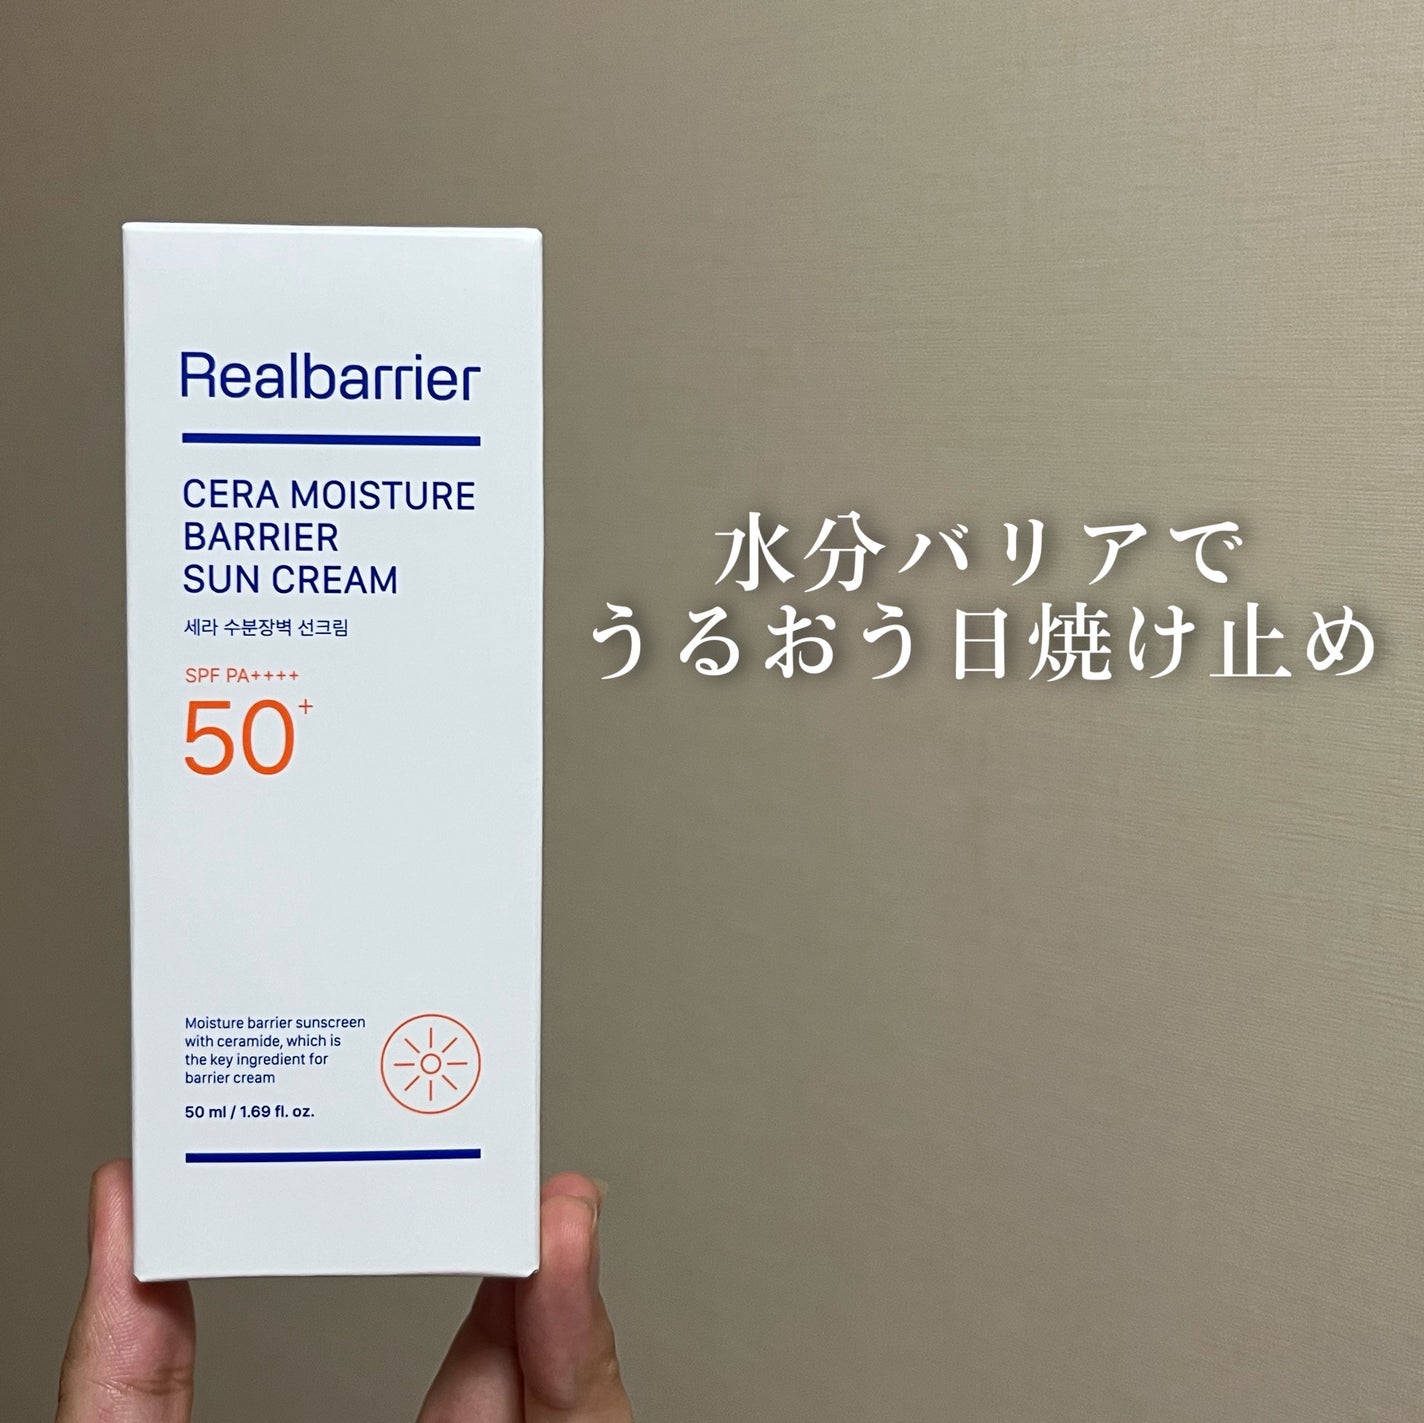 Realbarrier
CERA MOISTURE
BARRIER
SUN CREAM
세라 수분장벽 선크림
SPF PA++++
50+
Moisture barrier sunscreen
with ceramide, which is
the key ingredient for
barrier cream
50 ml / 1.69 fl. oz.
水分バリアで
うるおう日焼け止め